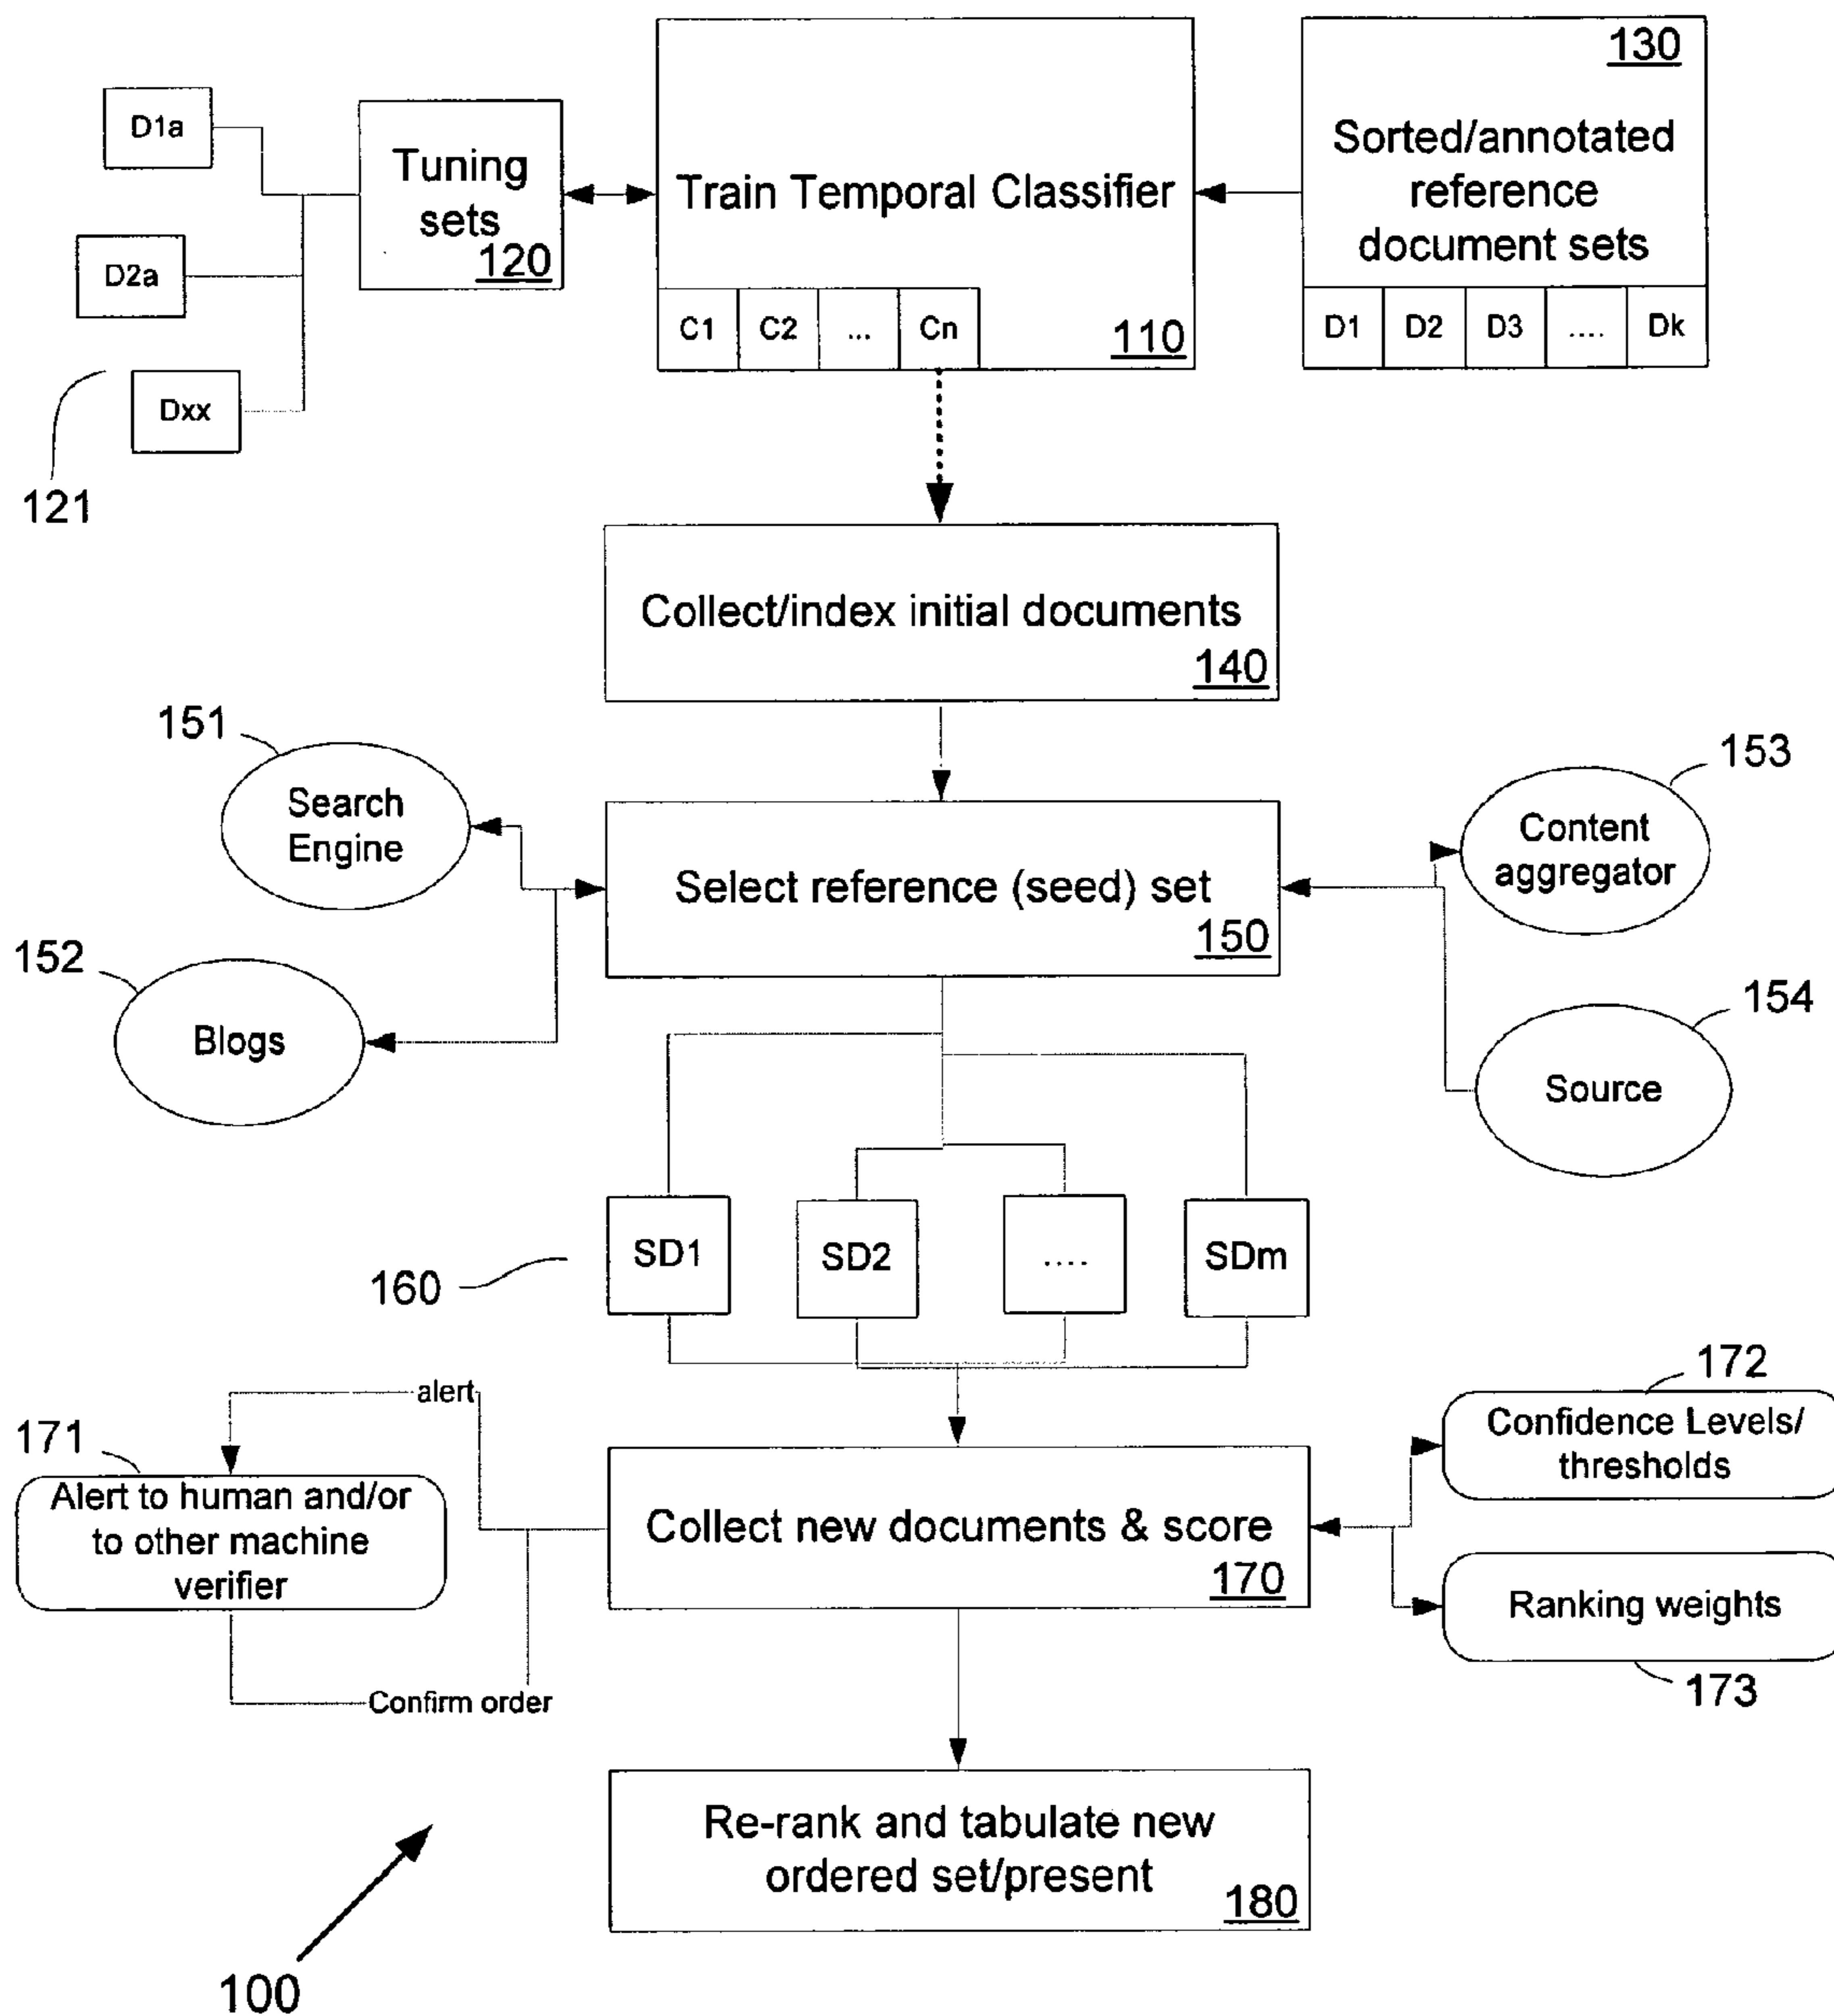 130
D1a
Tuning
sets
120
Train Temporal Classifier
Sorted/annotated
reference
document sets
D2a
C1 C2 ... Cn
110
D1 D2 D3 .... Dk
Dxx
121
Collect/index initial documents
140
151
Search
Engine
153
Content
aggregator
Select reference (seed) set
150
152
Blogs
154
Source
160
SD1 SD2 .... SDm
alert
172
Confidence Levels/
thresholds
171
Alert to human and/or
to other machine
verifier
Collect new documents & score
170
Ranking weights
173
Confirm order
Re-rank and tabulate new
ordered set/present
180
100